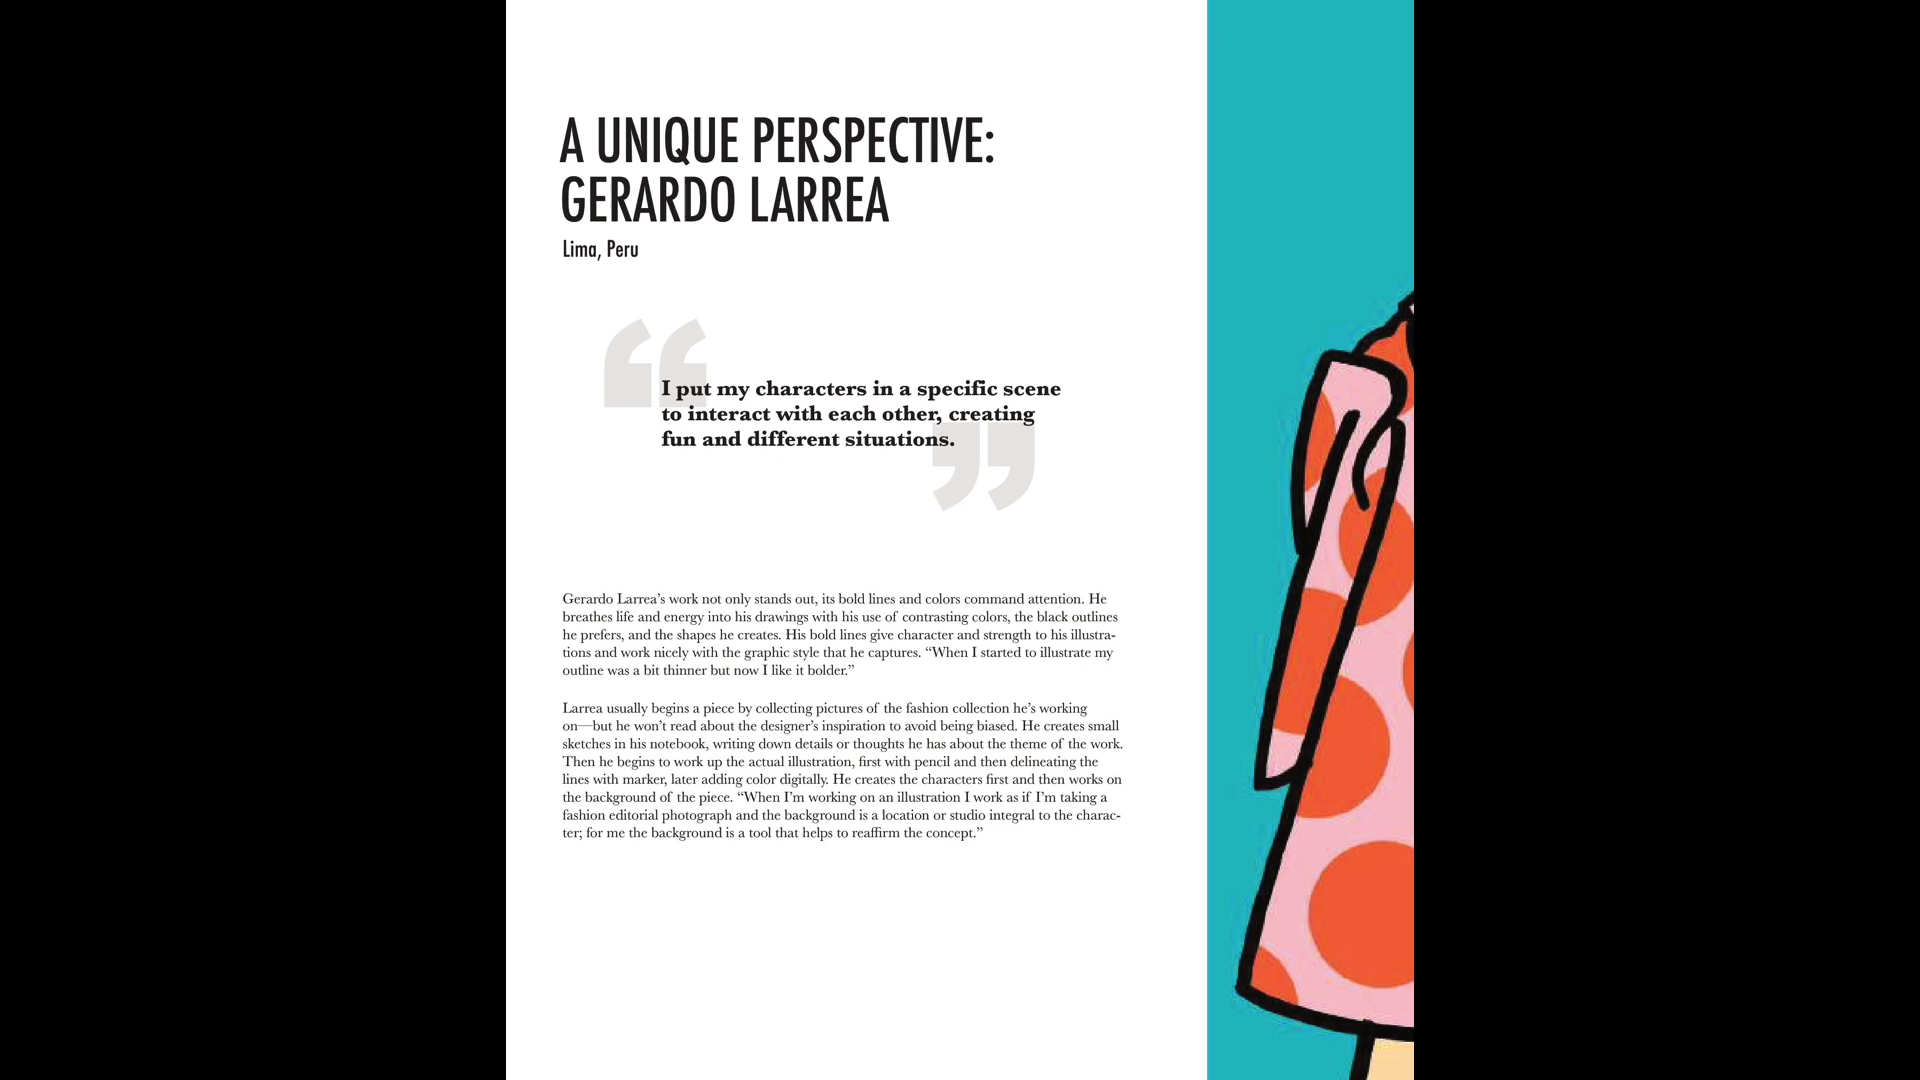 A UNIQUE PERSPECTIVE:
GERARDO LARREA
Lima, Peru
“
I put my characters in a specific scene
to interact with each other, creating
fun and different situations.
”
Gerardo Larrea’s work not only stands out, its bold lines and colors command attention. He
breathes life and energy into his drawings with his use of contrasting colors, the black outlines
he prefers, and the shapes he creates. His bold lines give character and strength to his illustra-
tions and work nicely with the graphic style that he captures. “When I started to illustrate my
outline was a bit thinner but now I like it bolder.”
Larrea usually begins a piece by collecting pictures of the fashion collection he’s working
on—but he won’t read about the designer’s inspiration to avoid being biased. He creates small
sketches in his notebook, writing down details or thoughts he has about the theme of the work.
Then he begins to work up the actual illustration, first with pencil and then delineating the
lines with marker, later adding color digitally. He creates the characters first and then works on
the background of the piece. “When I’m working on an illustration I work as if I’m taking a
fashion editorial photograph and the background is a location or studio integral to the charac-
ter; for me the background is a tool that helps to reaffirm the concept.”